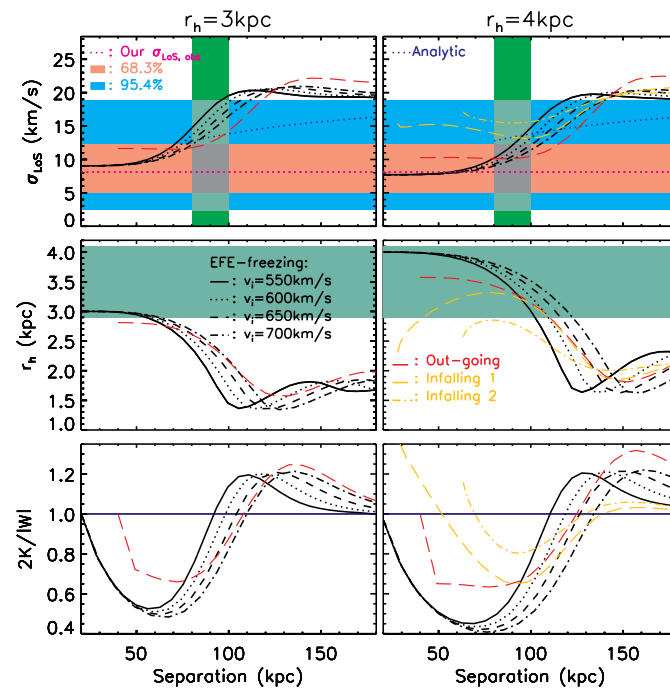 r_h=3kpc
r_h=4kpc
: Our σ_LoS, obs
: 68.3%
: 95.4%
: Analytic
σ_LoS (km/s)
28
25
20
15
10
5
0
EFE-freezing:
: v_i=550km/s
: v_i=600km/s
: v_i=650km/s
: v_i=700km/s
: Out-going
: Infalling 1
: Infalling 2
r_h (kpc)
4.0
3.5
3.0
2.5
2.0
1.5
1.0
2K/|W|
1.2
1.0
0.8
0.6
0.4
50 100 150
50 100 150
Separation (kpc)
Separation (kpc)